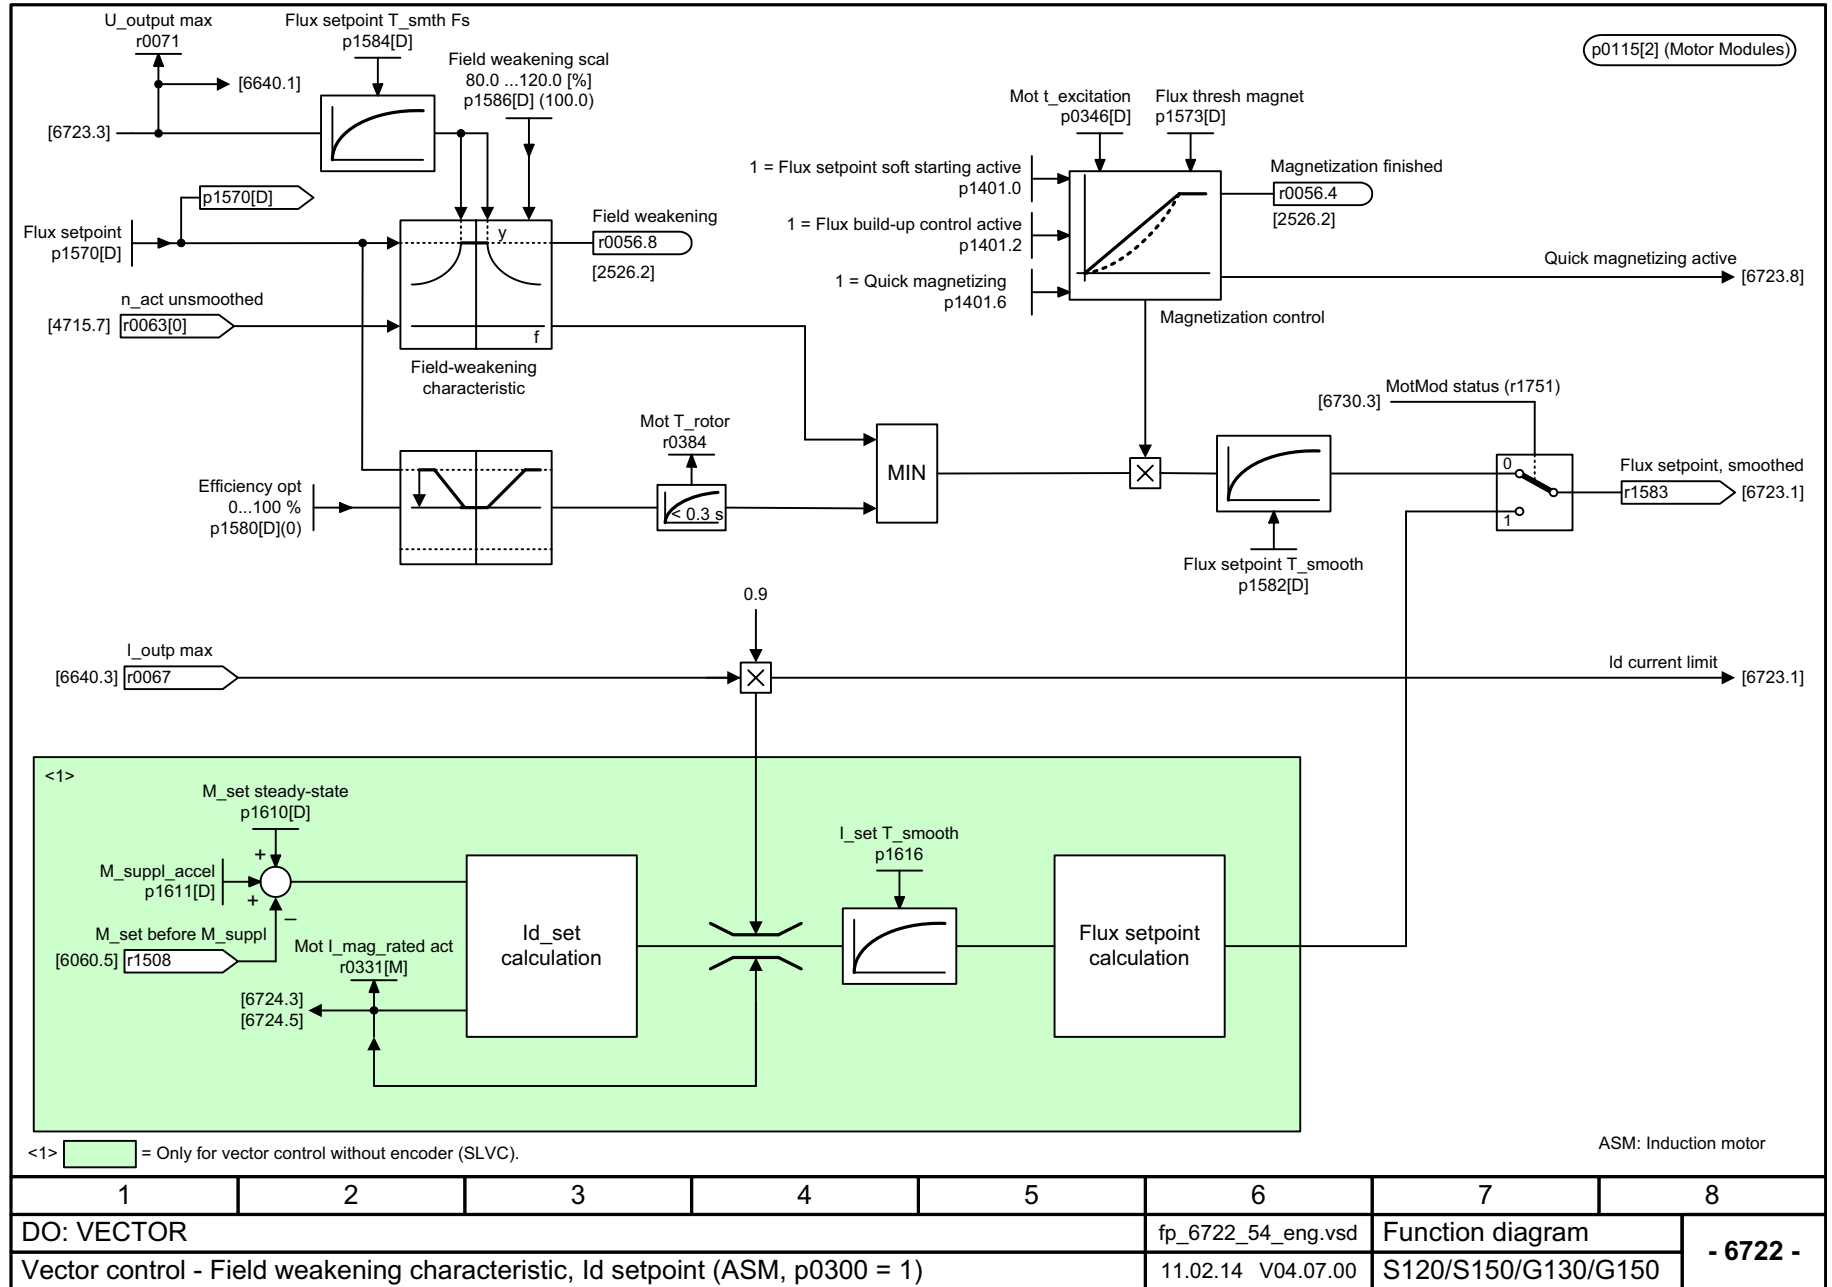 U_output max
r0071
[6640.1]
[6723.3]
Flux setpoint T_smth Fs
p1584[D]
Field weakening scal
80.0 ...120.0 [%]
p1586[D] (100.0)
p0115[2] (Motor Modules)
Mot t_excitation
p0346[D]
Flux thresh magnet
p1573[D]
1 = Flux setpoint soft starting active
p1401.0
1 = Flux build-up control active
p1401.2
1 = Quick magnetizing
p1401.6
Magnetization finished
r0056.4
[2526.2]
Quick magnetizing active
[6723.8]
Magnetization control
p1570[D]
Flux setpoint
p1570[D]
y
f
Field weakening
r0056.8
[2526.2]
n_act unsmoothed
[4715.7]
r0063[0]
Field-weakening
characteristic
Efficiency opt
0...100 %
p1580[D](0)
Mot T_rotor
r0384
< 0.3 s
MIN
MotMod status (r1751)
[6730.3]
0
1
Flux setpoint, smoothed
r1583
[6723.1]
Flux setpoint T_smooth
p1582[D]
0.9
I_outp max
[6640.3]
r0067
Id current limit
[6723.1]
<1>
M_set steady-state
p1610[D]
+
M_suppl_accel
p1611[D]
+
–
M_set before M_suppl
[6060.5]
r1508
Mot I_mag_rated act
r0331[M]
[6724.3]
[6724.5]
Id_set
calculation
I_set T_smooth
p1616
Flux setpoint
calculation
<1>
= Only for vector control without encoder (SLVC).
ASM: Induction motor
1 2 3 4 5 6 7 8
DO: VECTOR
fp_6722_54_eng.vsd
Function diagram
- 6722 -
Vector control - Field weakening characteristic, Id setpoint (ASM, p0300 = 1)
11.02.14 V04.07.00
S120/S150/G130/G150